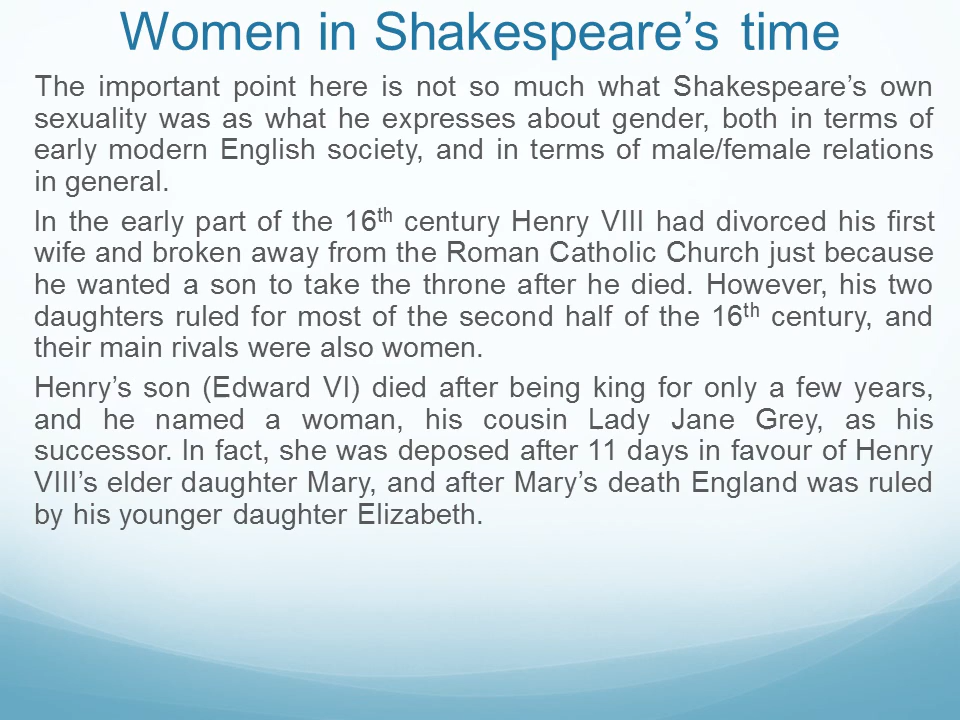 Women in Shakespeare’s time
The important point here is not so much what Shakespeare’s own
sexuality was as what he expresses about gender, both in terms of
early modern English society, and in terms of male/female relations
in general.
In the early part of the 16th century Henry VIII had divorced his first
wife and broken away from the Roman Catholic Church just because
he wanted a son to take the throne after he died. However, his two
daughters ruled for most of the second half of the 16th century, and
their main rivals were also women.
Henry’s son (Edward VI) died after being king for only a few years,
and he named a woman, his cousin Lady Jane Grey, as his
successor. In fact, she was deposed after 11 days in favour of Henry
VIII’s elder daughter Mary, and after Mary’s death England was ruled
by his younger daughter Elizabeth.